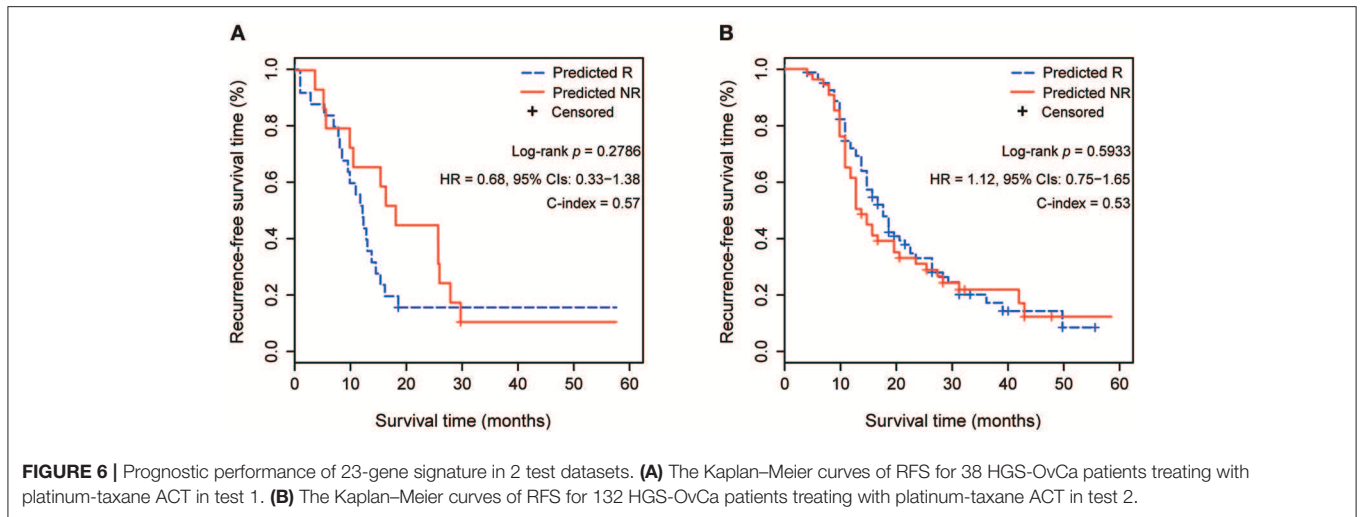 A
Recurrence-free survival time (%)
1.0
0.8
0.6
0.4
0.2
0.0
Predicted R
Predicted NR
+ Censored
Log-rank p = 0.2786
HR = 0.68, 95% CIs: 0.33−1.38
C-index = 0.57
0 10 20 30 40 50 60
Survival time (months)
B
Recurrence-free survival time (%)
1.0
0.8
0.6
0.4
0.2
0.0
Predicted R
Predicted NR
+ Censored
Log-rank p = 0.5933
HR = 1.12, 95% CIs: 0.75−1.65
C-index = 0.53
0 10 20 30 40 50 60
Survival time (months)
FIGURE 6 | Prognostic performance of 23-gene signature in 2 test datasets. (A) The Kaplan–Meier curves of RFS for 38 HGS-OvCa patients treating with
platinum-taxane ACT in test 1. (B) The Kaplan–Meier curves of RFS for 132 HGS-OvCa patients treating with platinum-taxane ACT in test 2.